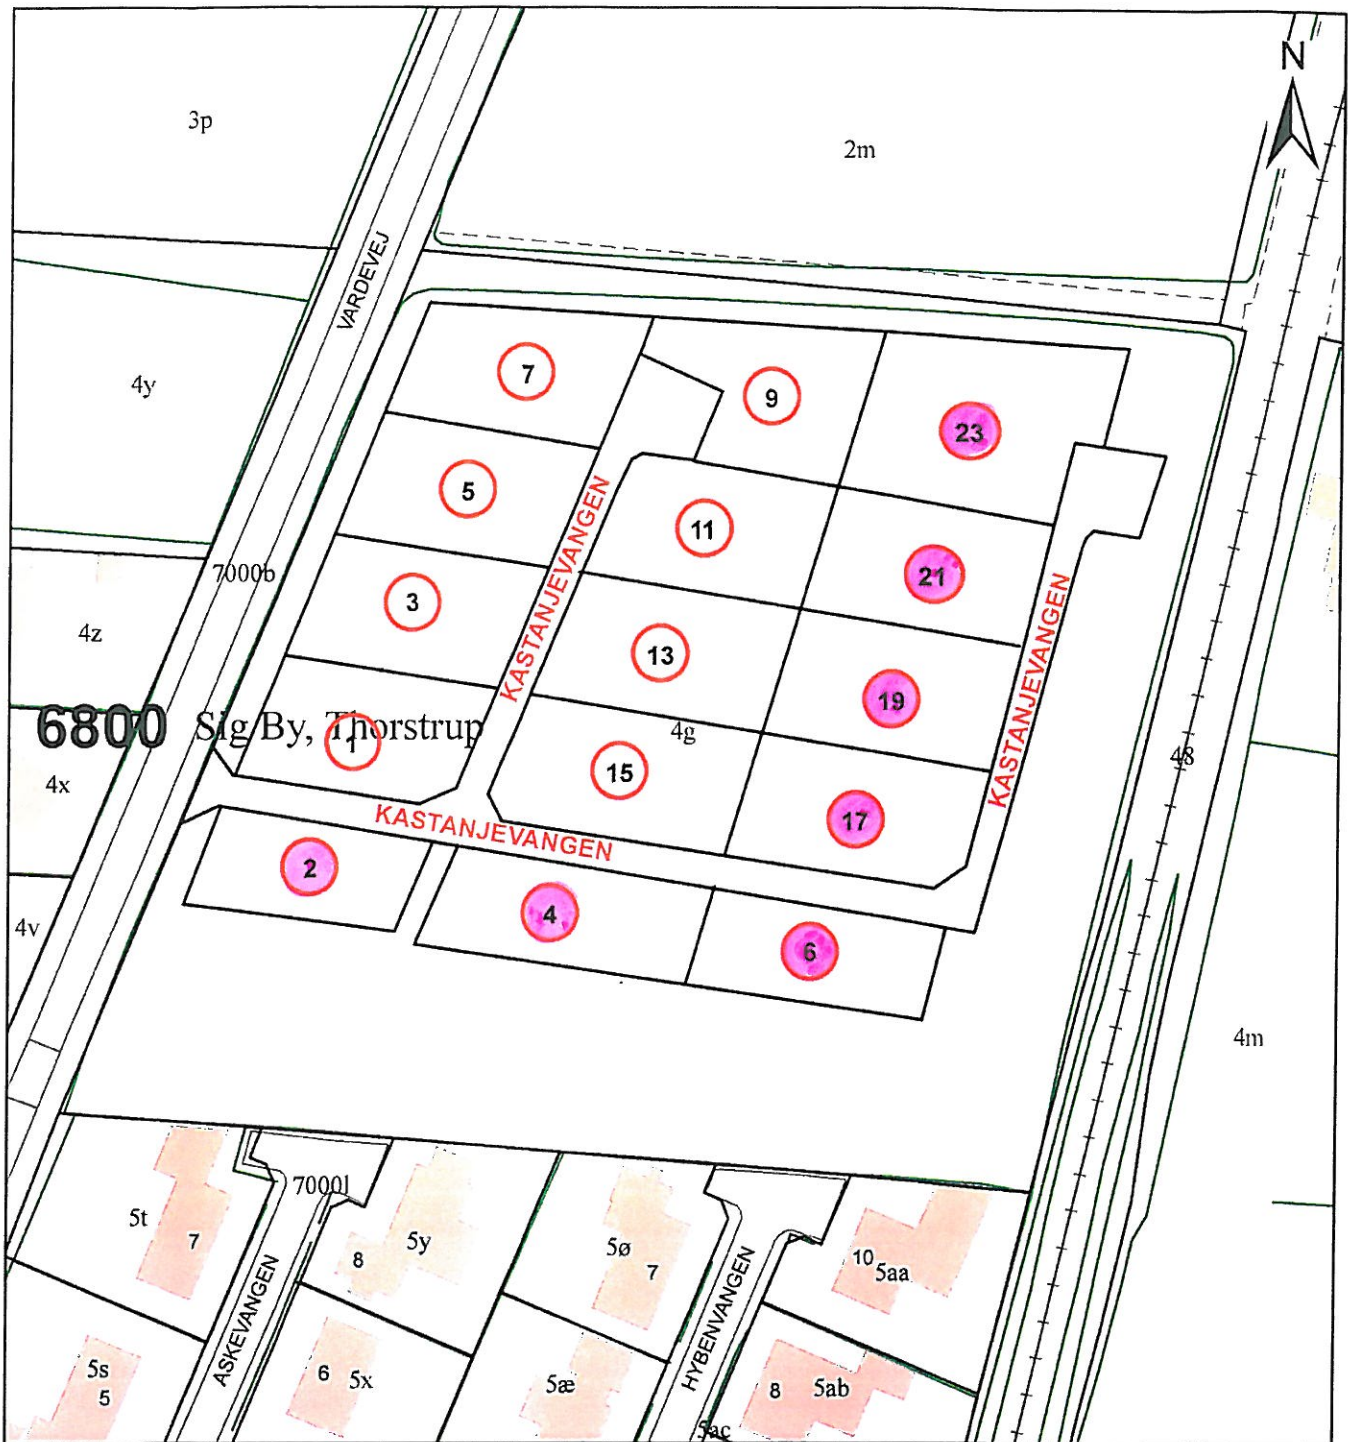 N
3p
2m
VARDEVEJ
4y
7
9
23
5
11
KASTANJEVANGEN
7000b
21
3
KASTANJEVANGEN
4z
13
19
6800 Sig By, Thorstrup
1
4g
48
15
4x
KASTANJEVANGEN
17
2
4
4v
6
4m
7000l
5t
7
8
5y
5ø
7
10
5aa
ASKEVANGEN
HYBENVANGEN
5s
5
6
5x
5æ
8
5ab
5ac